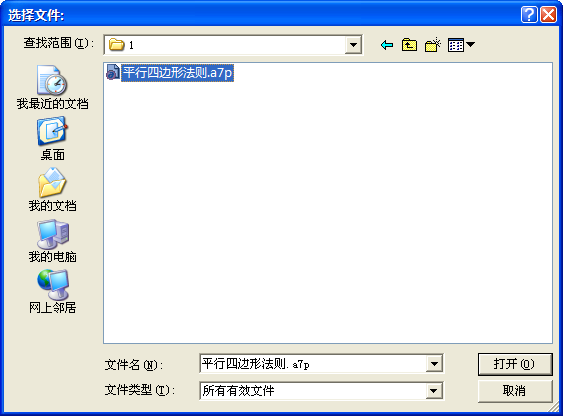 选择文件:
查找范围(I): 1
平行四边形法则.a7p
我最近的文档
桌面
我的文档
我的电脑
网上邻居
文件名(N): 平行四边形法则.a7p 打开(O)
文件类型(T): 所有有效文件 取消